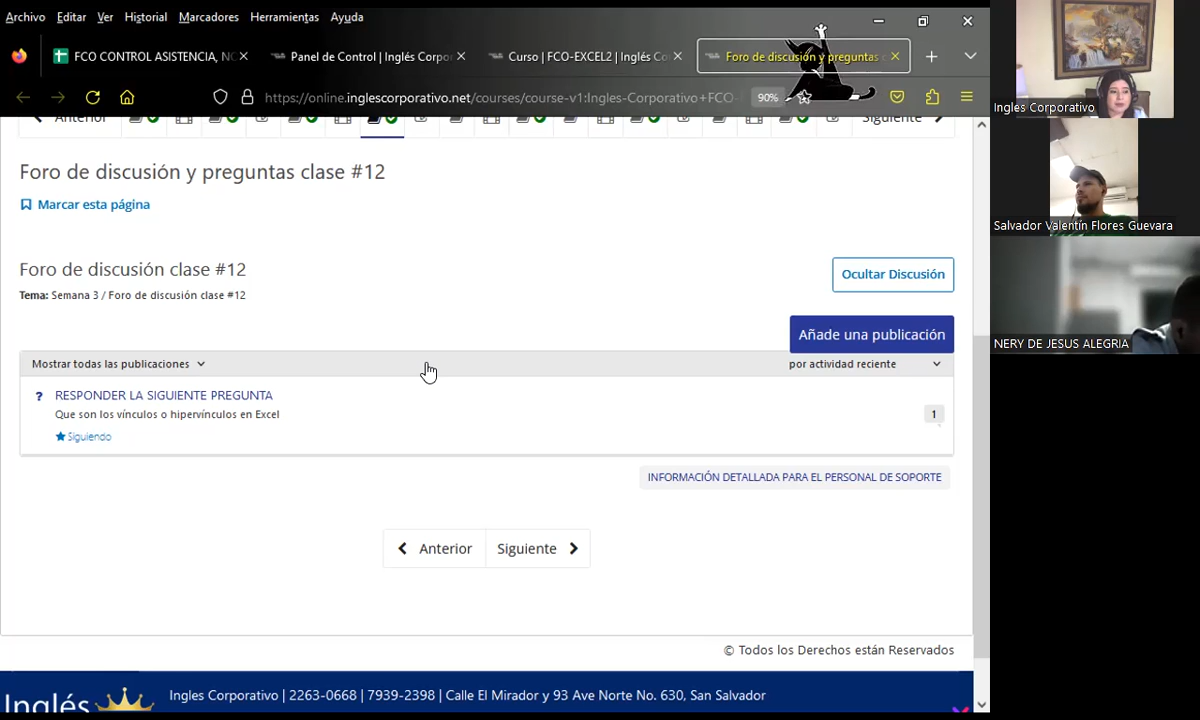 Archivo Editar Ver Historial Marcadores Herramientas Ayuda
FCO CONTROL ASISTENCIA, NO
Panel de Control | Inglés Corpo
Curso | FCO-EXCEL2 | Inglés Co
Foro de discusión y preguntas c
https://online.inglescorporativo.net/courses/course-v1:Ingles-Corporativo+FCO-
90%
Anterior
Siguiente
Foro de discusión y preguntas clase #12
Marcar esta página
Foro de discusión clase #12
Ocultar Discusión
Tema: Semana 3 / Foro de discusión clase #12
Añade una publicación
Mostrar todas las publicaciones
por actividad reciente
? RESPONDER LA SIGUIENTE PREGUNTA
Que son los vínculos o hipervínculos en Excel
1
Siguiendo
INFORMACIÓN DETALLADA PARA EL PERSONAL DE SOPORTE
Anterior Siguiente
© Todos los Derechos están Reservados
Inglés
Ingles Corporativo | 2263-0668 | 7939-2398 | Calle El Mirador y 93 Ave Norte No. 630, San Salvador
Ingles Corporativo
Salvador Valentín Flores Guevara
NERY DE JESUS ALEGRIA